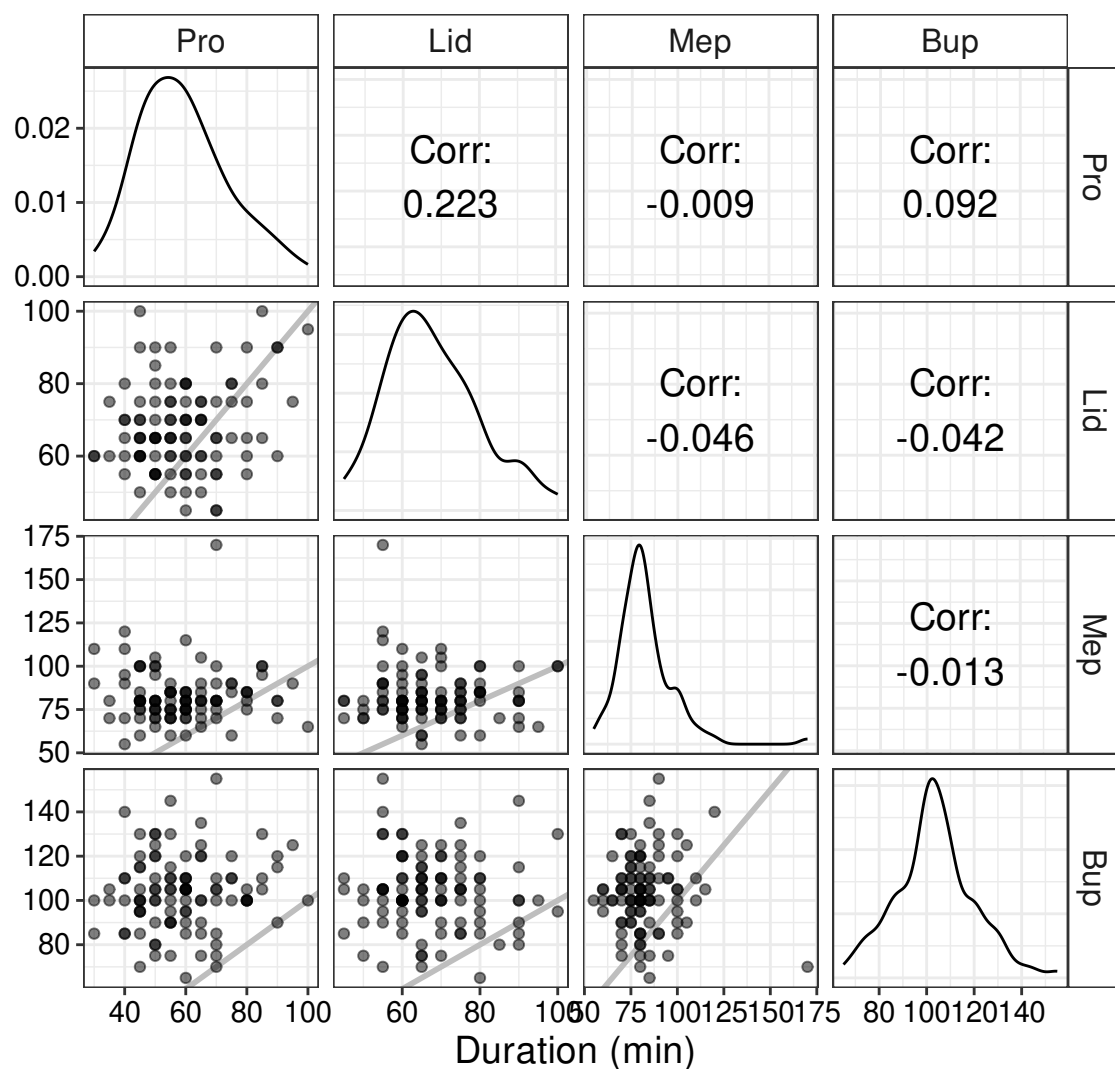 Pro Lid Mep Bup
0.02
0.01
0.00
Corr:
0.223
Corr:
-0.009
Corr:
0.092
Pro
100
80
60
Corr:
-0.046
Corr:
-0.042
Lid
175
150
125
100
75
50
Corr:
-0.013
Mep
140
120
100
80
Bup
40 60 80 100 60 80 100 50 75 100 125 150 175 80 100 120 140
Duration (min)